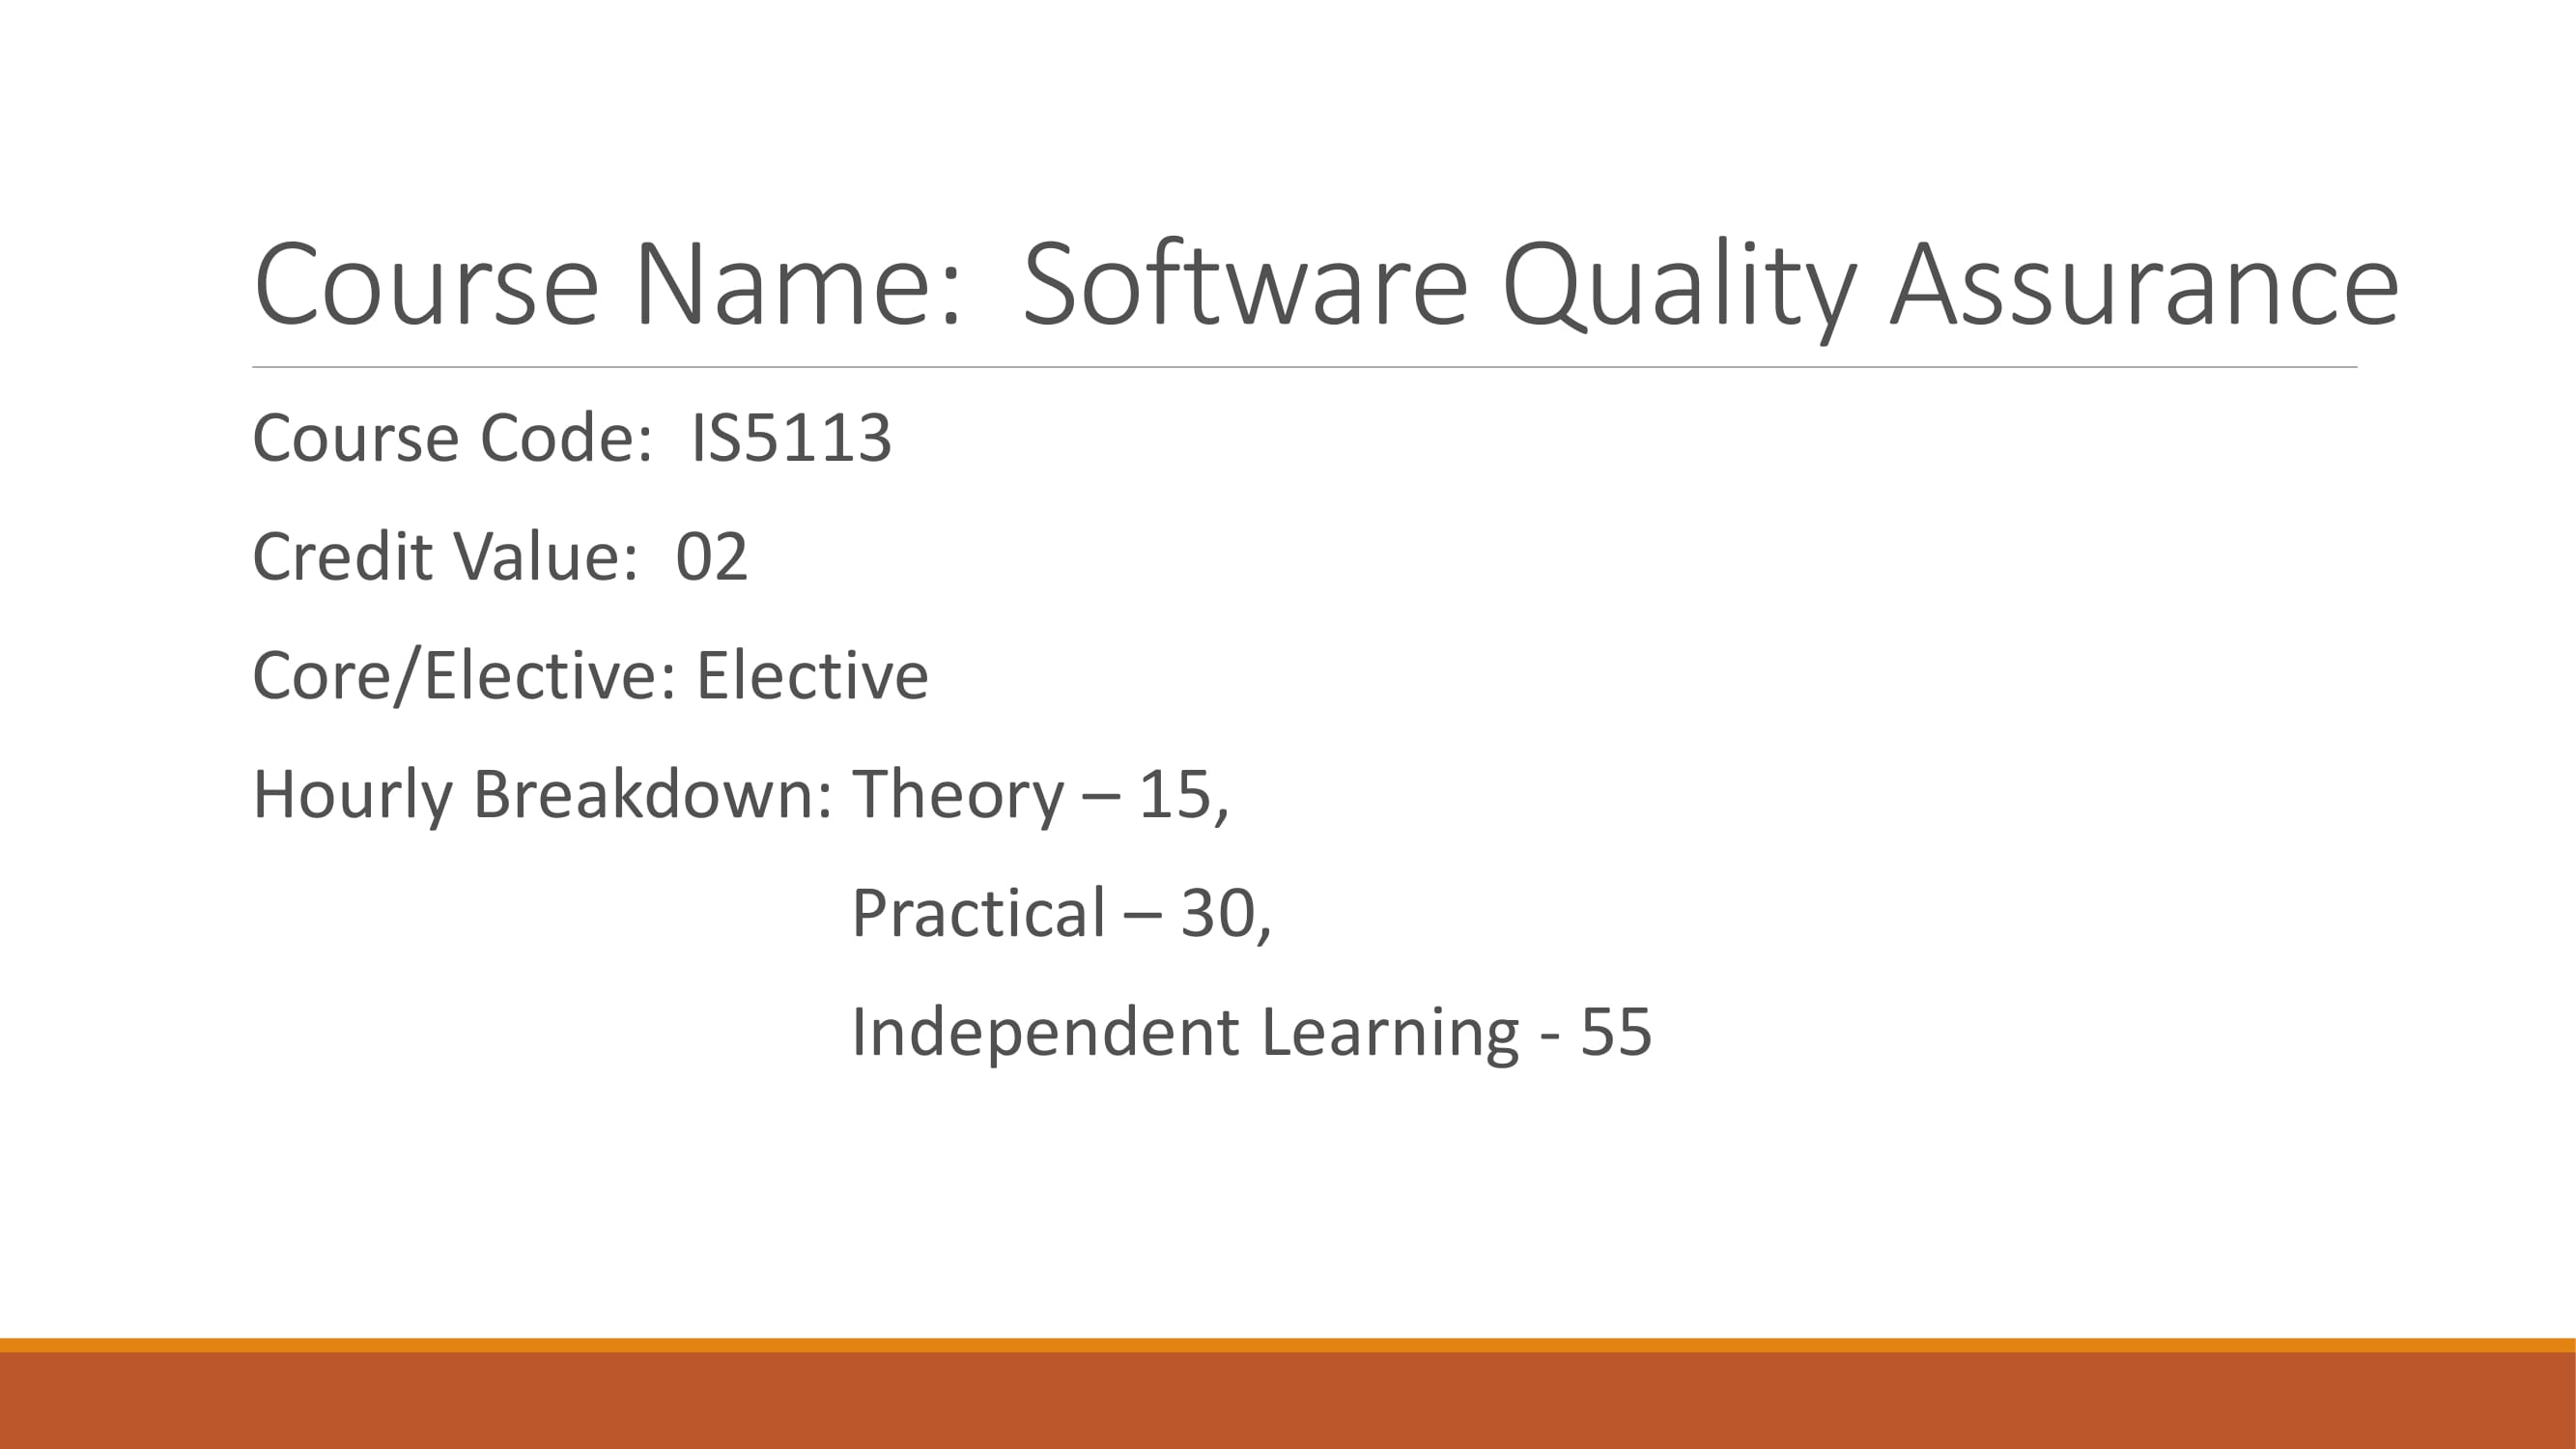 Course Name:  Software Quality Assurance
Course Code:  IS5113
Credit Value:  02
Core/Elective: Elective
Hourly Breakdown: Theory – 15,
Practical – 30,
Independent Learning - 55